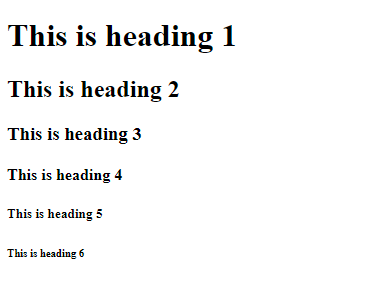 This is heading 1
This is heading 2
This is heading 3
This is heading 4
This is heading 5
This is heading 6